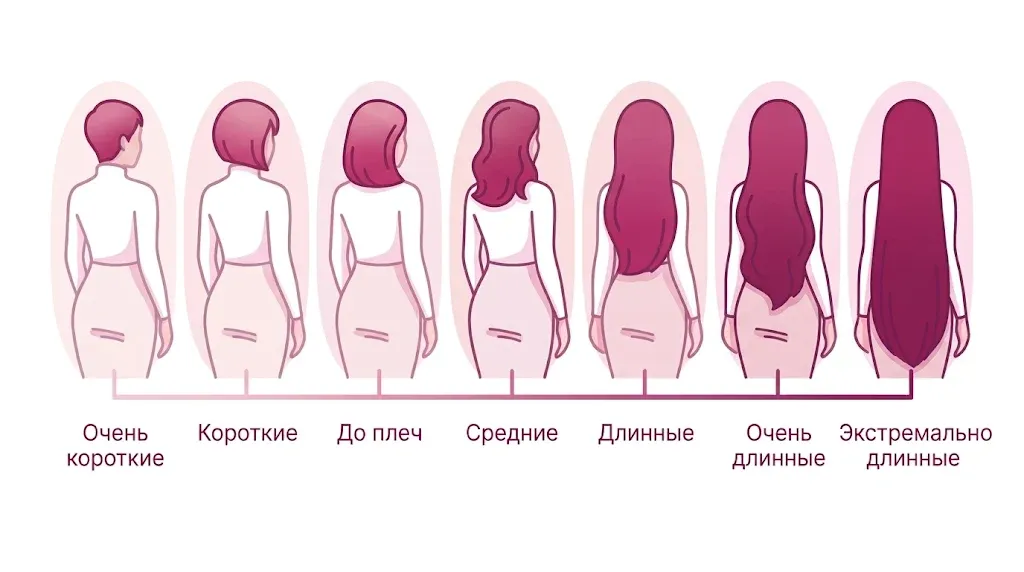 Очень
короткие
Короткие
До плеч
Средние
Длинные
Очень
длинные
Экстремально
длинные